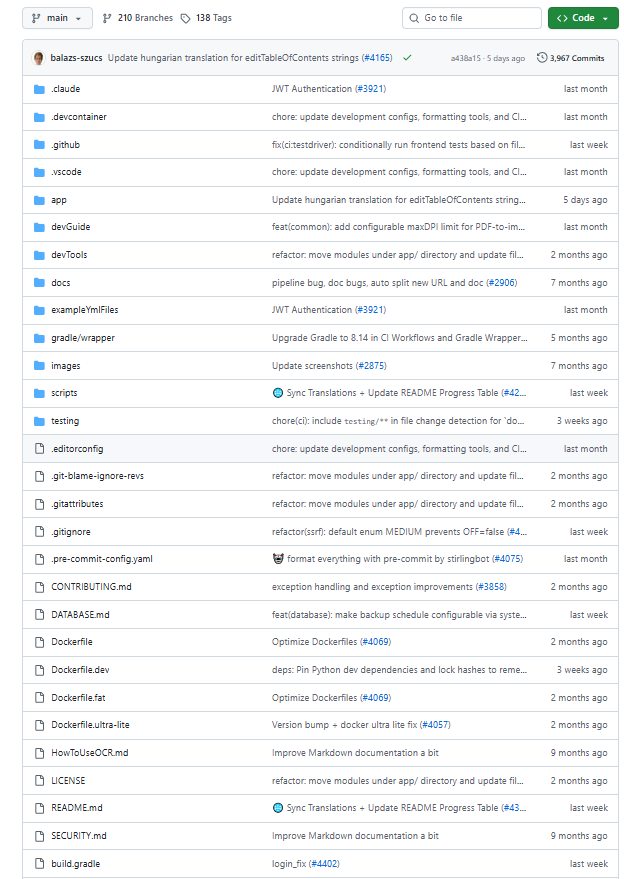 main 210 Branches 138 Tags Go to file Code
balazs-szucs Update hungarian translation for editTableOfContents strings (#4165) a438a15 · 5 days ago 3,967 Commits
.claude JWT Authentication (#3921) last month
.devcontainer chore: update development configs, formatting tools, and CI... last month
.github fix(ci:testdriver): conditionally run frontend tests based on fil... last week
.vscode chore: update development configs, formatting tools, and CI... last month
app Update hungarian translation for editTableOfContents string... 5 days ago
devGuide feat(common): add configurable maxDPI limit for PDF-to-im... last month
devTools refactor: move modules under app/ directory and update fil... 2 months ago
docs pipeline bug, doc bugs, auto split new URL and doc (#2906) 7 months ago
exampleYmlFiles JWT Authentication (#3921) last month
gradle/wrapper Upgrade Gradle to 8.14 in CI Workflows and Gradle Wrapper... 5 months ago
images Update screenshots (#2875) 7 months ago
scripts Sync Translations + Update README Progress Table (#42... last week
testing chore(ci): include testing/** in file change detection for `do... 3 weeks ago
.editorconfig chore: update development configs, formatting tools, and CI... last month
.git-blame-ignore-revs refactor: move modules under app/ directory and update fil... 2 months ago
.gitattributes refactor: move modules under app/ directory and update fil... 2 months ago
.gitignore refactor(ssrf): default enum MEDIUM prevents OFF=false (#4... last week
.pre-commit-config.yaml format everything with pre-commit by stirlingbot (#4075) last month
CONTRIBUTING.md exception handling and exception improvements (#3858) 2 months ago
DATABASE.md feat(database): make backup schedule configurable via syste... last week
Dockerfile Optimize Dockerfiles (#4069) 2 months ago
Dockerfile.dev deps: Pin Python dev dependencies and lock hashes to reme... 3 weeks ago
Dockerfile.fat Optimize Dockerfiles (#4069) 2 months ago
Dockerfile.ultra-lite Version bump + docker ultra lite fix (#4057) 2 months ago
HowToUseOCR.md Improve Markdown documentation a bit 9 months ago
LICENSE refactor: move modules under app/ directory and update fil... 2 months ago
README.md Sync Translations + Update README Progress Table (#43... last week
SECURITY.md Improve Markdown documentation a bit 9 months ago
build.gradle login_fix (#4402) last week